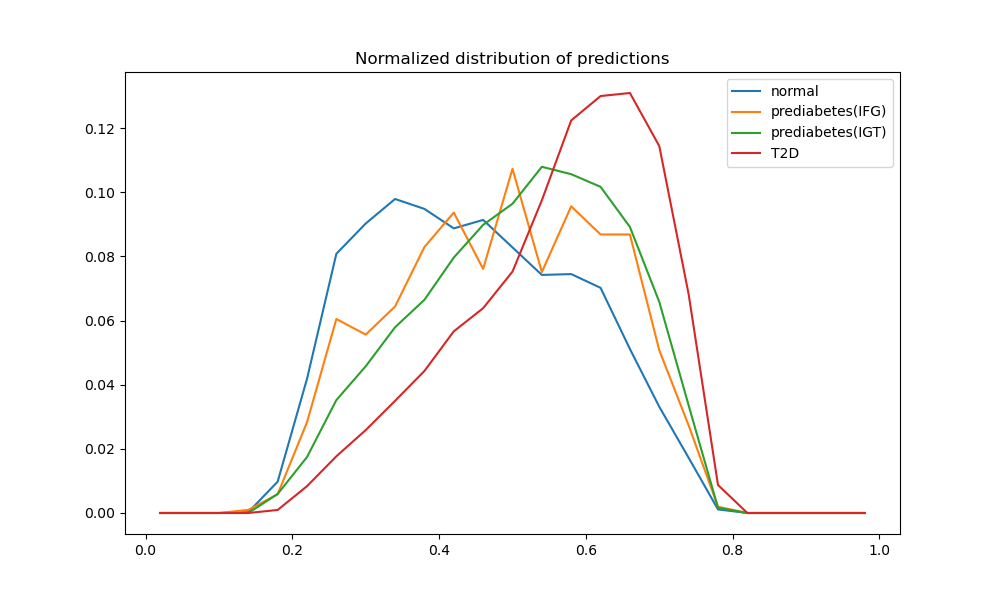 Normalized distribution of predictions
normal
prediabetes(IFG)
prediabetes(IGT)
T2D
0.12
0.10
0.08
0.06
0.04
0.02
0.00
0.0 0.2 0.4 0.6 0.8 1.0